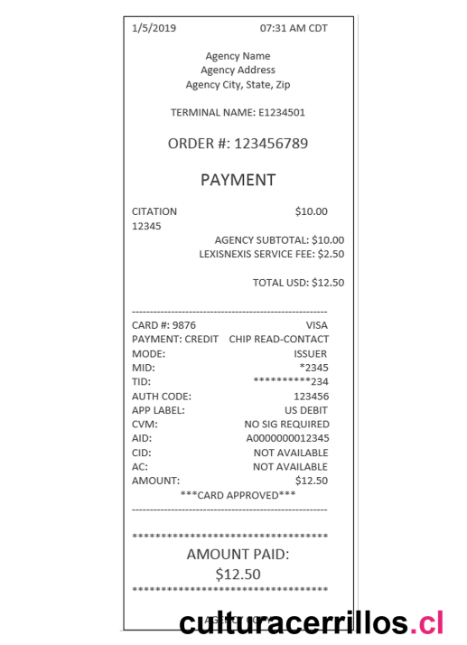 1/5/2019 07:31 AM CDT
Agency Name
Agency Address
Agency City, State, Zip
TERMINAL NAME: E1234501
ORDER #: 123456789
PAYMENT
CITATION $10.00
12345
AGENCY SUBTOTAL: $10.00
LEXISNEXIS SERVICE FEE: $2.50
TOTAL USD: $12.50
------------------------------------------------------
CARD #: 9876 VISA
PAYMENT: CREDIT CHIP READ-CONTACT
MODE: ISSUER
MID: *2345
TID: **********234
AUTH CODE: 123456
APP LABEL: US DEBIT
CVM: NO SIG REQUIRED
AID: A0000000012345
CID: NOT AVAILABLE
AC: NOT AVAILABLE
AMOUNT: $12.50
***CARD APPROVED***
------------------------------------------------------
**********************************
AMOUNT PAID:
$12.50
**********************************
culturacerrillos.cl